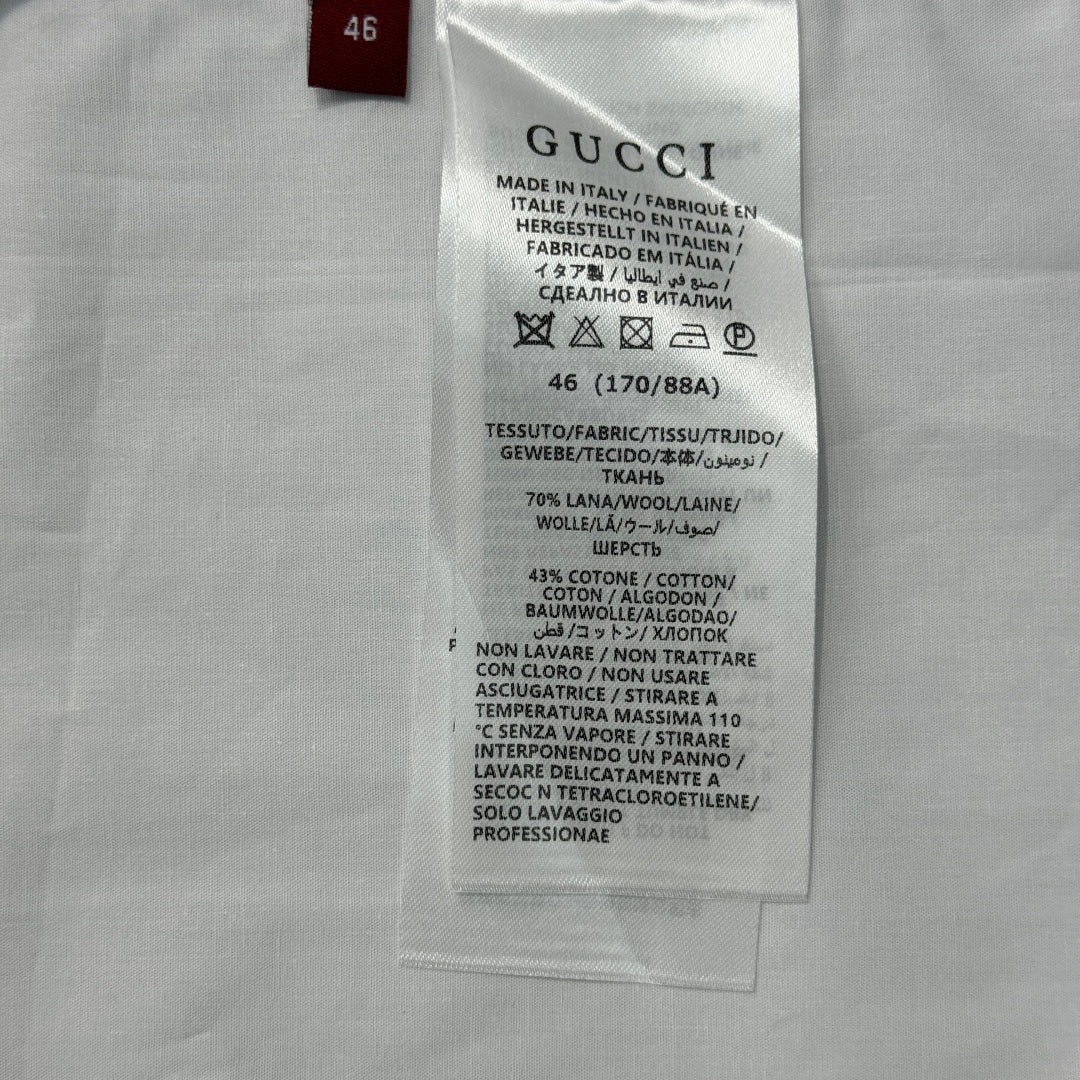 46
GUCCI
MADE IN ITALY / FABRIQUÉ EN
ITALIE / HECHO EN ITALIA /
HERGESTELLT IN ITALIEN /
FABRICADO EM ITÁLIA /
イタア製 / صنع في ايطاليا /
СДЕАЛНО В ИТАЛИИ
P
46 (170/88A)
TESSUTO/FABRIC/TISSU/TRJIDO/
GEWEBE/TECIDO/本体/نومينون /
ТКАНЬ
70% LANA/WOOL/LAINE/
WOLLE/LÃ/ウール/صوف/
ШЕРСТЬ
43% COTONE / COTTON/
COTON / ALGODON /
BAUMWOLLE/ALGODAO/
قطن /コットン/ ХЛОПОК
NON LAVARE / NON TRATTARE
CON CLORO / NON USARE
ASCIUGATRICE / STIRARE A
TEMPERATURA MASSIMA 110
°C SENZA VAPORE / STIRARE
INTERPONENDO UN PANNO /
LAVARE DELICATAMENTE A
SECOC N TETRACLOROETILENE/
SOLO LAVAGGIO
PROFESSIONAE